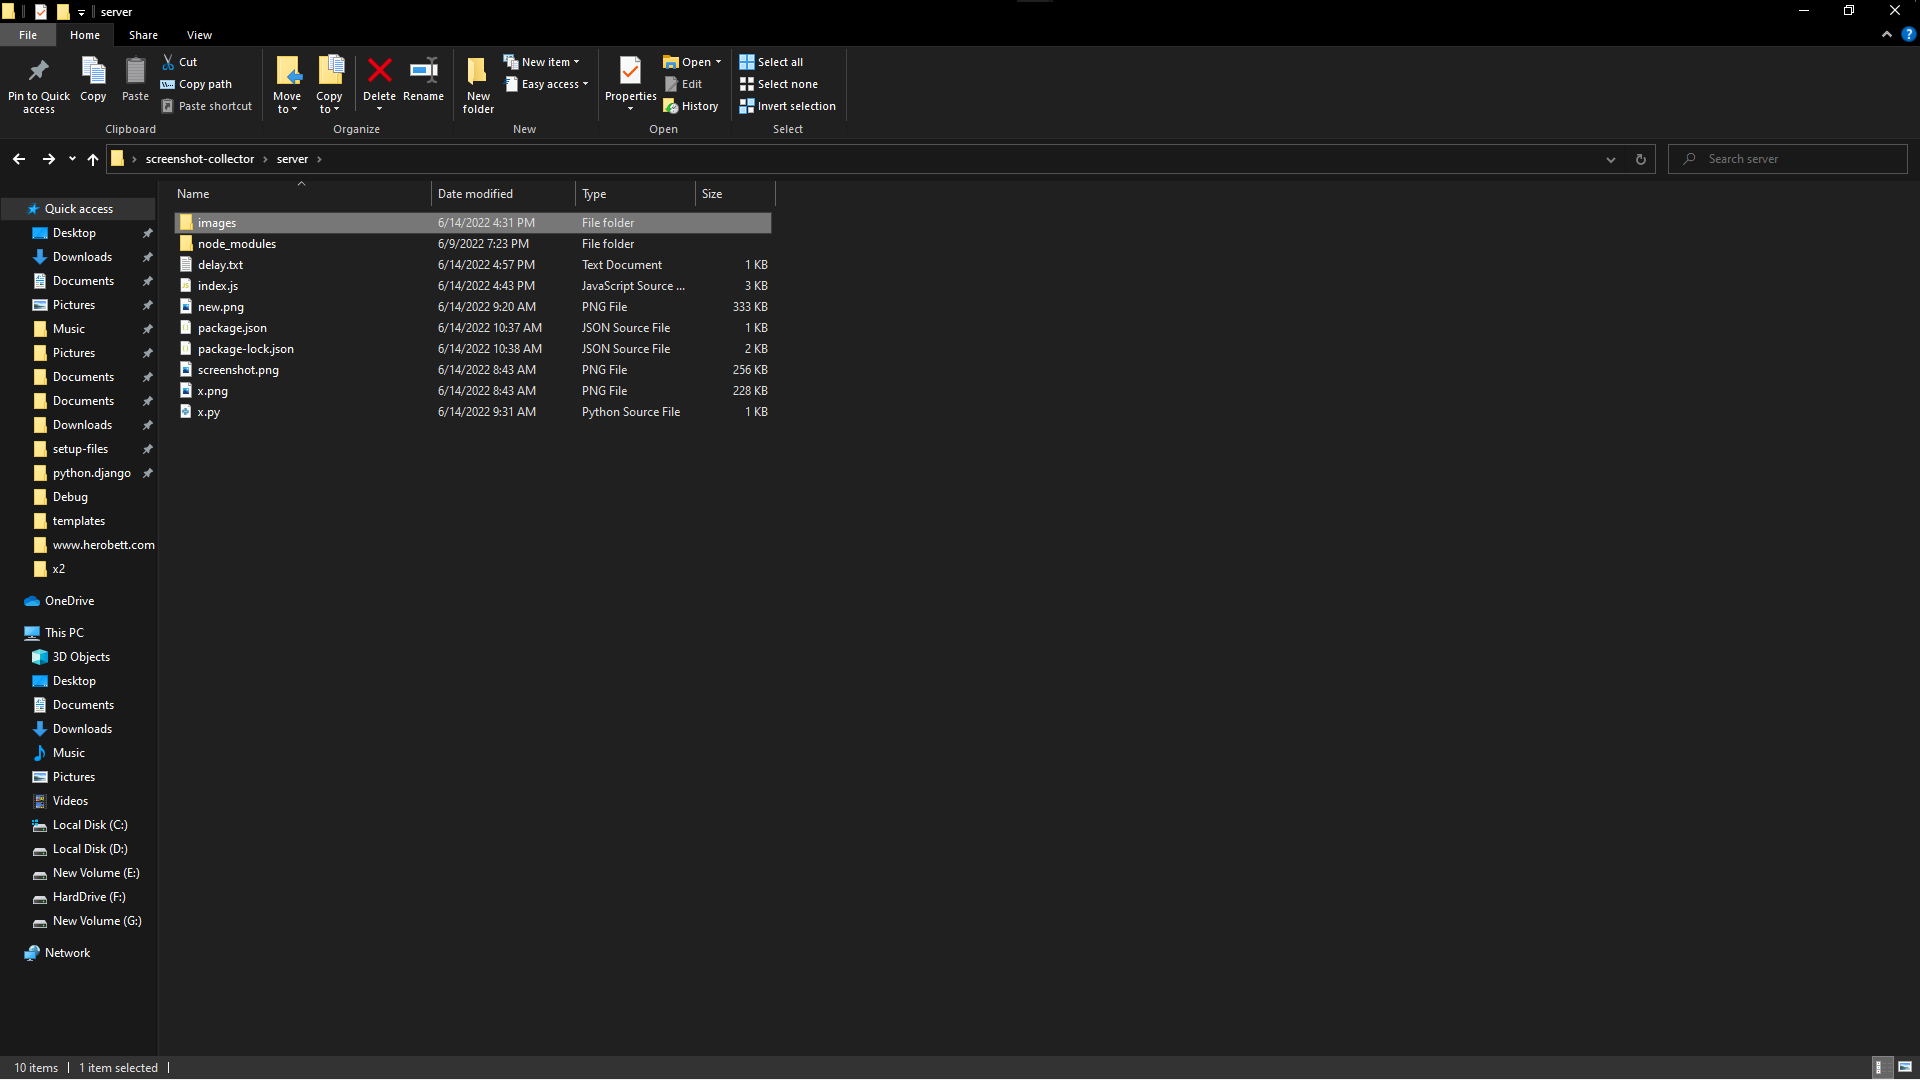 server
File Home Share View
Pin to Quick access
Copy
Paste
Cut
Copy path
Paste shortcut
Clipboard
Move to
Copy to
Delete
Rename
Organize
New folder
New item
Easy access
New
Properties
Open
Edit
History
Open
Select all
Select none
Invert selection
Select
screenshot-collector server
Search server
Name Date modified Type Size
images 6/14/2022 4:31 PM File folder
node_modules 6/9/2022 7:23 PM File folder
delay.txt 6/14/2022 4:57 PM Text Document 1 KB
index.js 6/14/2022 4:43 PM JavaScript Source ... 3 KB
new.png 6/14/2022 9:20 AM PNG File 333 KB
package.json 6/14/2022 10:37 AM JSON Source File 1 KB
package-lock.json 6/14/2022 10:38 AM JSON Source File 2 KB
screenshot.png 6/14/2022 8:43 AM PNG File 256 KB
x.png 6/14/2022 8:43 AM PNG File 228 KB
x.py 6/14/2022 9:31 AM Python Source File 1 KB
Quick access
Desktop
Downloads
Documents
Pictures
Music
Pictures
Documents
Documents
Downloads
setup-files
python.django
Debug
templates
www.herobett.com
x2
OneDrive
This PC
3D Objects
Desktop
Documents
Downloads
Music
Pictures
Videos
Local Disk (C:)
Local Disk (D:)
New Volume (E:)
HardDrive (F:)
New Volume (G:)
Network
10 items 1 item selected